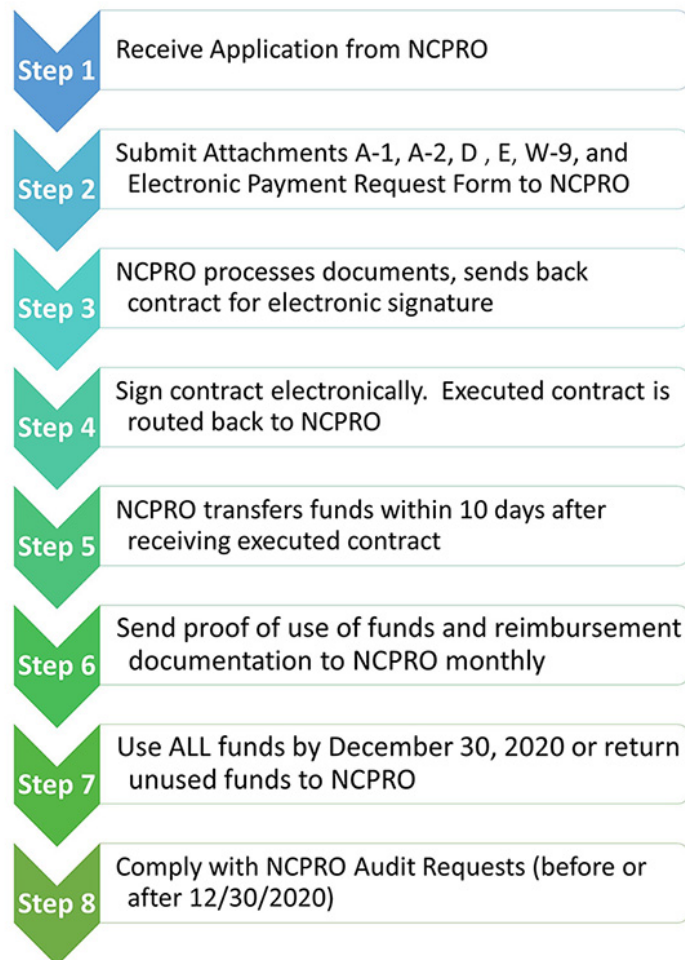 Step 1
Receive Application from NCPRO
Step 2
Submit Attachments A-1, A-2, D , E, W-9, and
Electronic Payment Request Form to NCPRO
Step 3
NCPRO processes documents, sends back
contract for electronic signature
Step 4
Sign contract electronically.  Executed contract is
routed back to NCPRO
Step 5
NCPRO transfers funds within 10 days after
receiving executed contract
Step 6
Send proof of use of funds and reimbursement
documentation to NCPRO monthly
Step 7
Use ALL funds by December 30, 2020 or return
unused funds to NCPRO
Step 8
Comply with NCPRO Audit Requests (before or
after 12/30/2020)